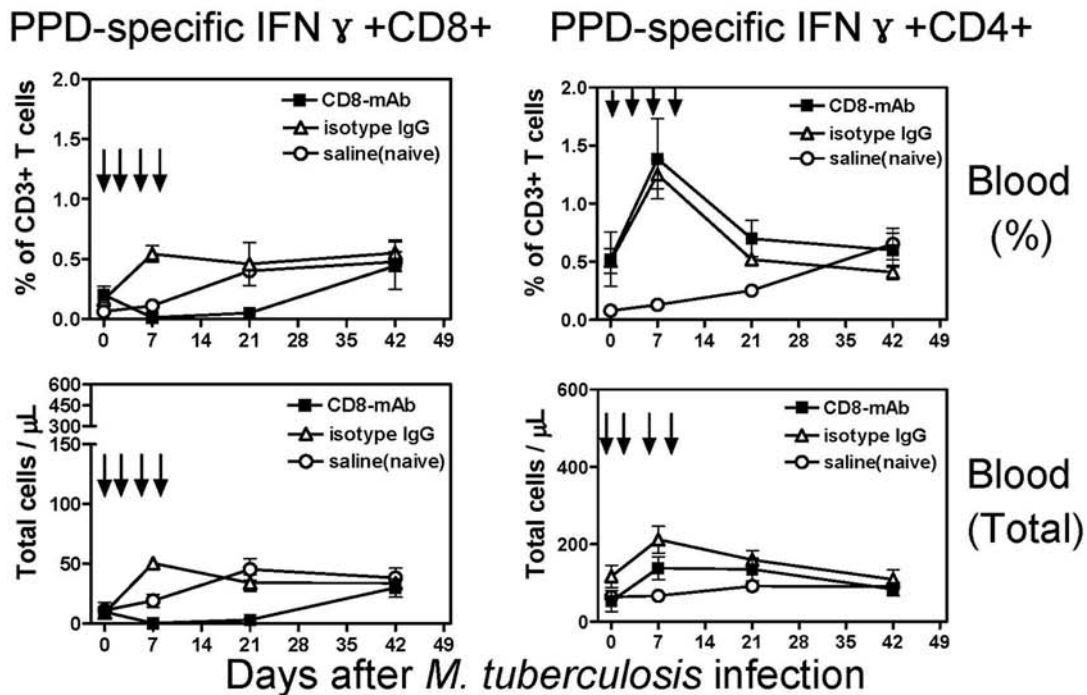 PPD-specific IFN ɣ +CD8+
PPD-specific IFN ɣ +CD4+
% of CD3+ T cells
2.0
1.5
1.0
0.5
0.0
CD8-mAb
isotype IgG
saline(naive)
0 7 14 21 28 35 42 49
% of CD3+ T cells
2.0
1.5
1.0
0.5
0.0
CD8-mAb
isotype IgG
saline(naive)
0 7 14 21 28 35 42 49
Blood
(%)
Total cells / µL
600
450
300
150
100
50
0
CD8-mAb
isotype IgG
saline(naive)
0 7 14 21 28 35 42 49
Total cells / µL
600
400
200
0
CD8-mAb
isotype IgG
saline(naive)
0 7 14 21 28 35 42 49
Blood
(Total)
Days after M. tuberculosis infection